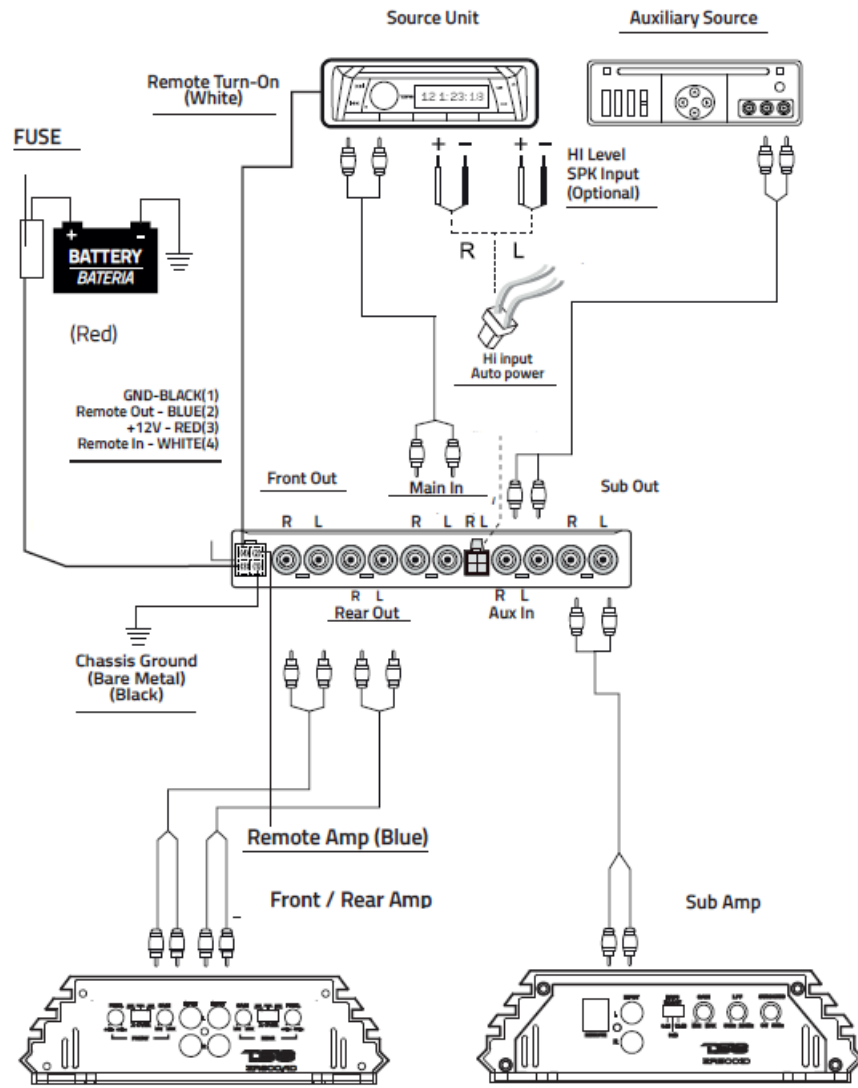 Source Unit
Auxiliary Source
Remote Turn-On
(White)
12 1:23:18
FUSE
+ -
+ -
HI Level
SPK Input
(Optional)
+ -
BATTERY
BATERIA
R L
(Red)
Hi input
Auto power
GND-BLACK(1)
Remote Out - BLUE(2)
+12V - RED(3)
Remote In - WHITE(4)
Front Out
Main In
Sub Out
R L R L R L R L
R L
Rear Out
R L
Aux In
Chassis Ground
(Bare Metal)
(Black)
Remote Amp (Blue)
Front / Rear Amp
Sub Amp
INPUT
L
R
GAIN
LPF